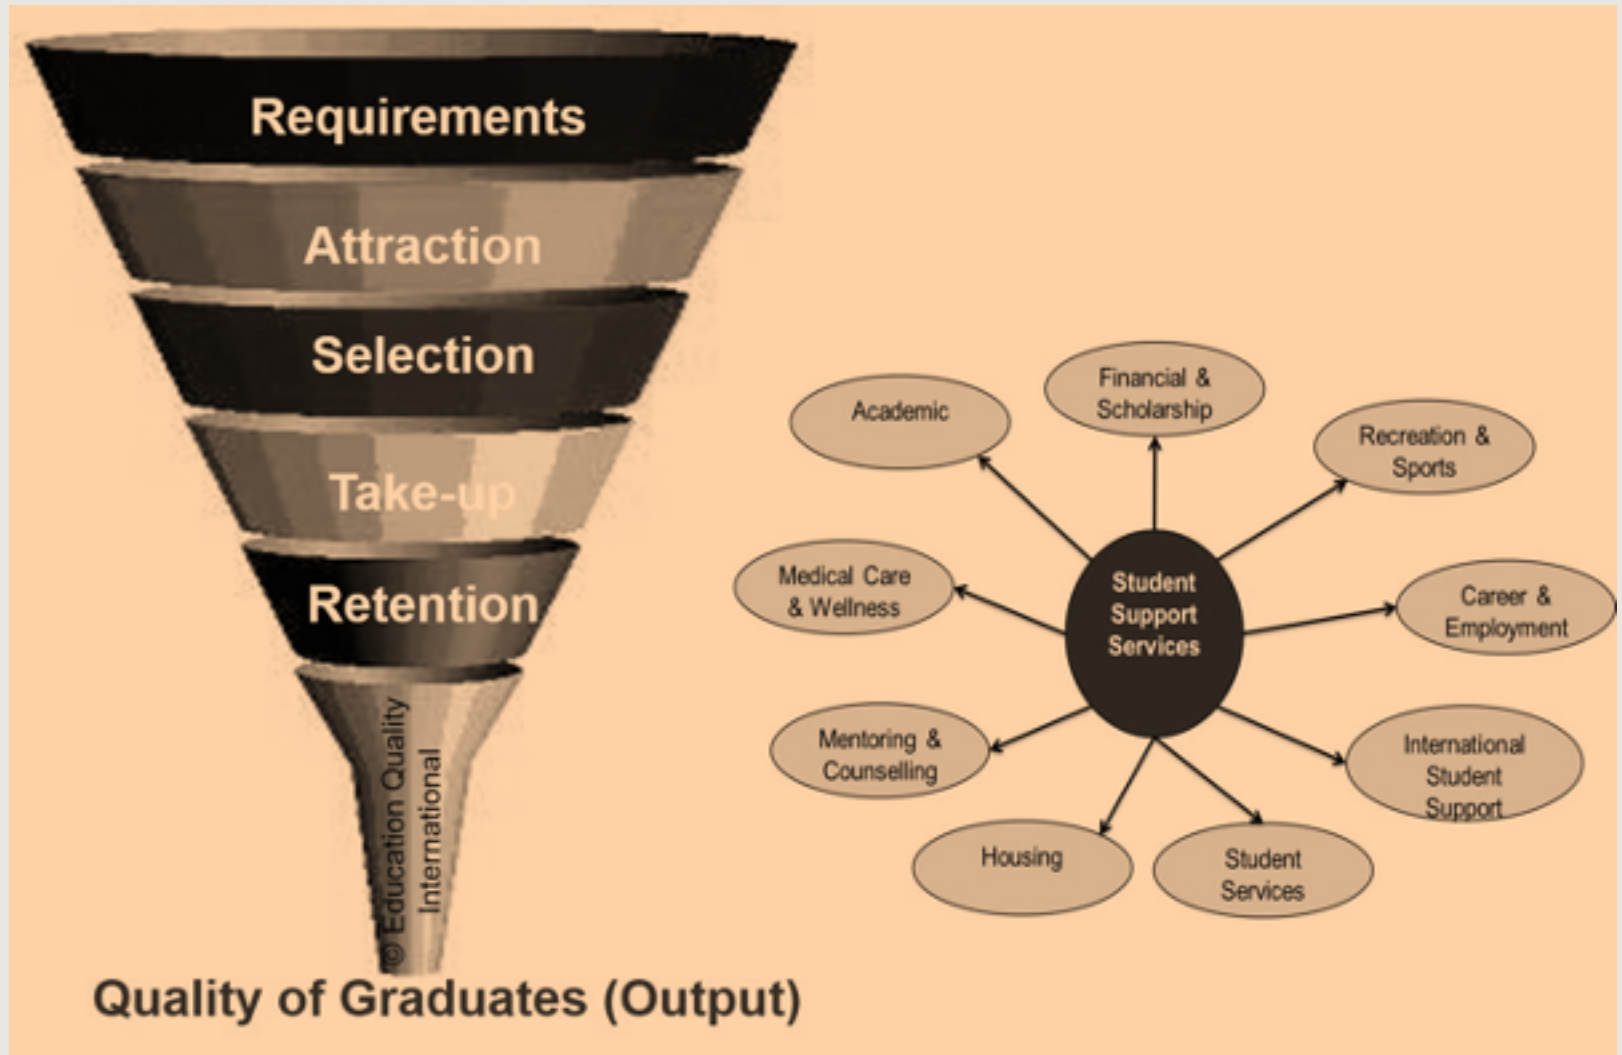 Requirements
Attraction
Selection
Take-up
Retention
© Education Quality
International
Quality of Graduates (Output)
Academic
Financial &
Scholarship
Recreation &
Sports
Medical Care
& Wellness
Student
Support
Services
Career &
Employment
Mentoring &
Counselling
International
Student
Support
Housing
Student
Services